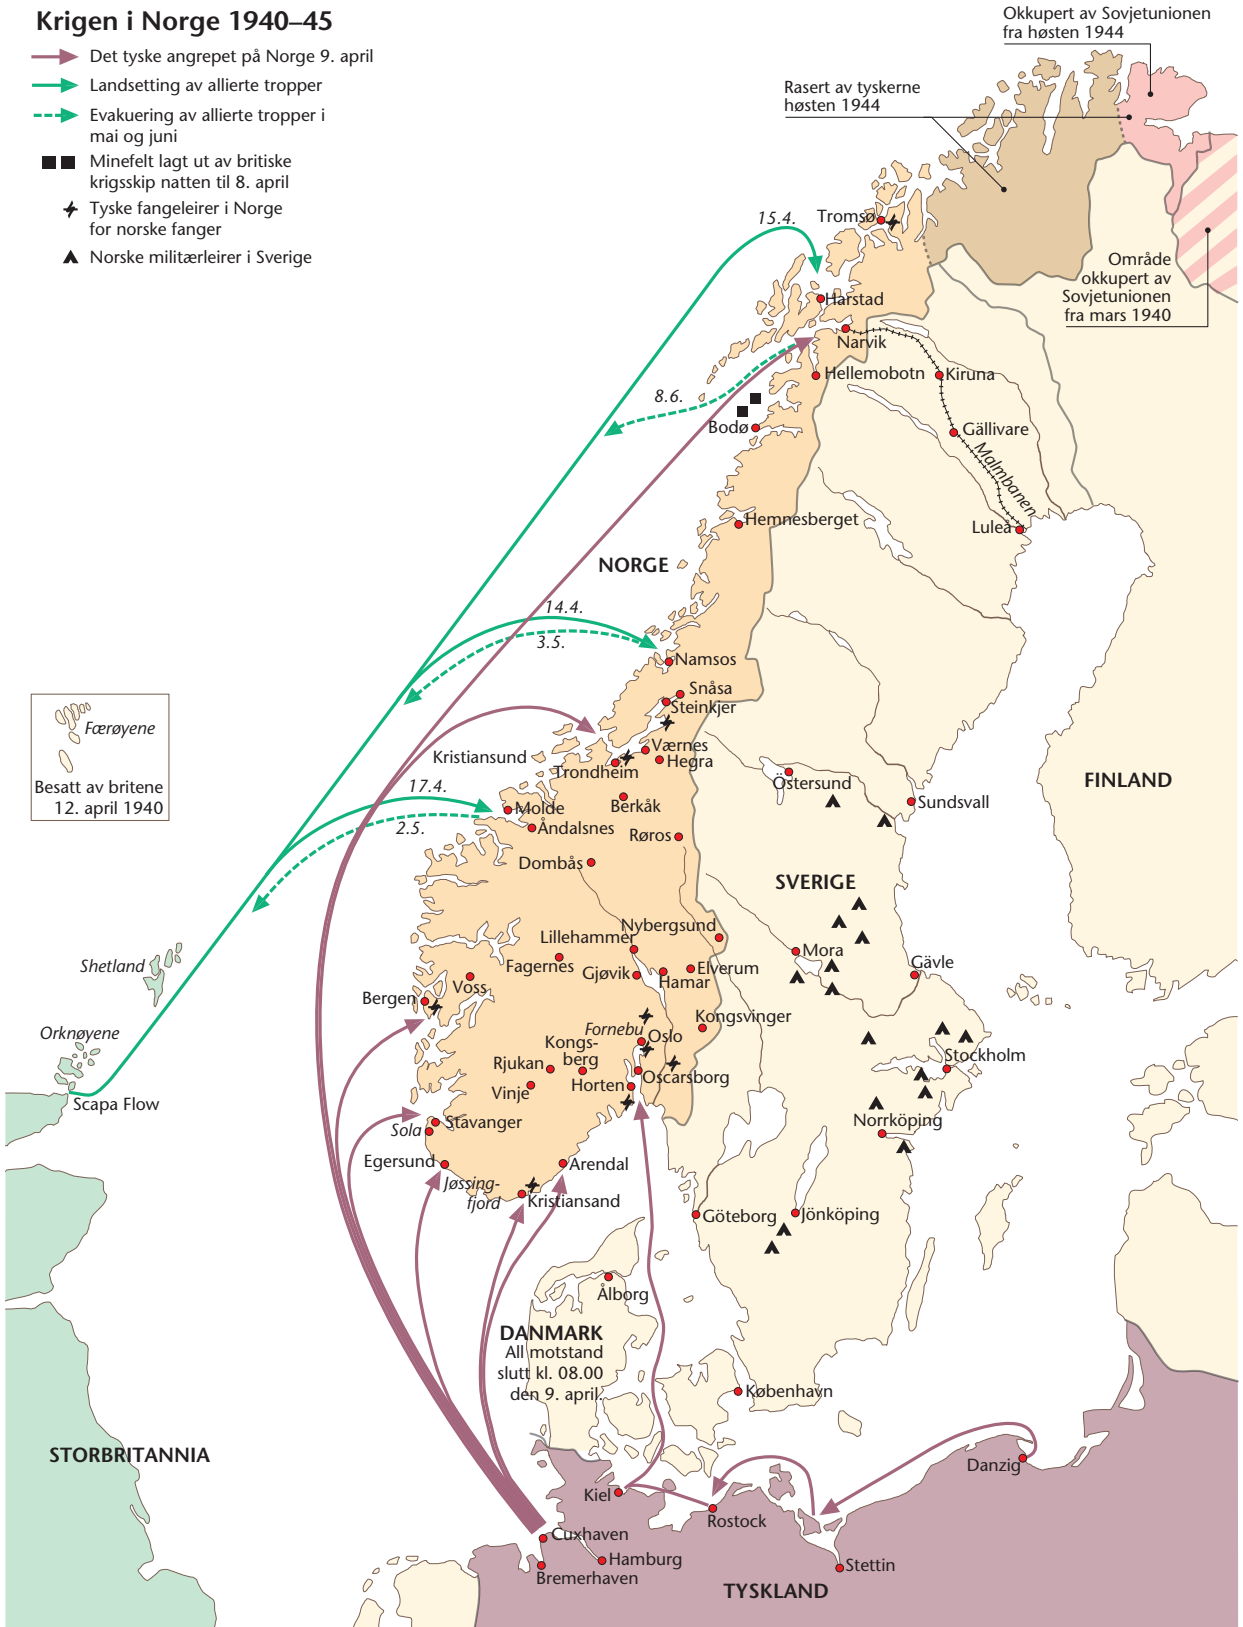 Krigen i Norge 1940–45
Det tyske angrepet på Norge 9. april
Landsetting av allierte tropper
Evakuering av allierte tropper i
mai og juni
Minefelt lagt ut av britiske
krigsskip natten til 8. april
Tyske fangeleirer i Norge
for norske fanger
Norske militærleirer i Sverige
Okkupert av Sovjetunionen
fra høsten 1944
Rasert av tyskerne
høsten 1944
Område
okkupert av
Sovjetunionen
fra mars 1940
15.4.
Tromsø
Harstad
Narvik
Hellemobotn
Kiruna
8.6.
Bodø
Gällivare
Malmbanen
Luleå
Hemnesberget
NORGE
14.4.
3.5.
Namsos
Snåsa
Steinkjer
Færøyene
Besatt av britene
12. april 1940
Kristiansund
Værnes
Hegra
Trondheim
Östersund
FINLAND
17.4.
Molde
Berkåk
Sundsvall
2.5.
Åndalsnes
Røros
Dombås
SVERIGE
Nybergsund
Lillehammer
Mora
Shetland
Fagernes
Gjøvik
Hamar
Elverum
Gävle
Voss
Bergen
Kongsvinger
Orknøyene
Fornebu
Oslo
Kongs-
berg
Rjukan
Stockholm
Oscarsborg
Horten
Vinje
Scapa Flow
Stavanger
Sola
Norrköping
Egersund
Arendal
Jøssing-
fjord
Kristiansand
Göteborg
Jönköping
Ålborg
DANMARK
All motstand
slutt kl. 08.00
den 9. april.
København
STORBRITANNIA
Danzig
Kiel
Rostock
Cuxhaven
Hamburg
Bremerhaven
Stettin
TYSKLAND